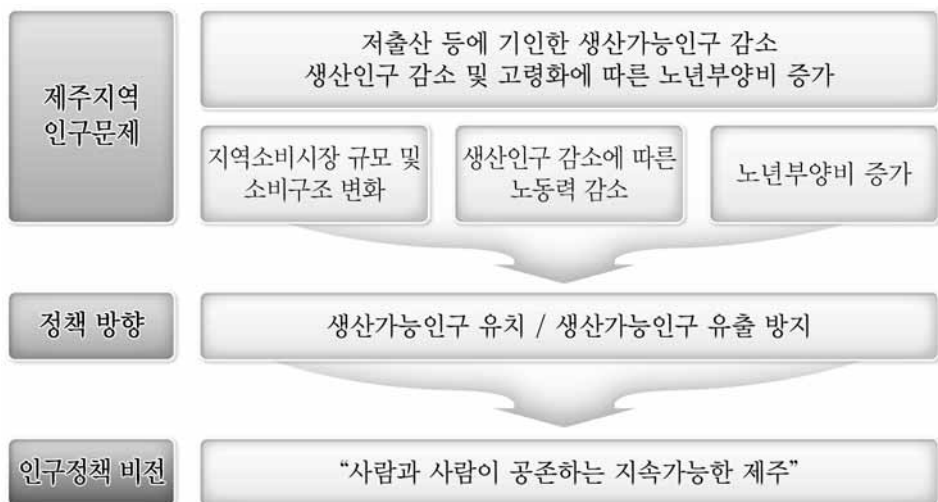 제주지역
인구문제
저출산 등에 기인한 생산가능인구 감소
생산인구 감소 및 고령화에 따른 노년부양비 증가
지역소비시장 규모 및
소비구조 변화
생산인구 감소에 따른
노동력 감소
노년부양비 증가
정책 방향
생산가능인구 유치 / 생산가능인구 유출 방지
인구정책 비전
“사람과 사람이 공존하는 지속가능한 제주”